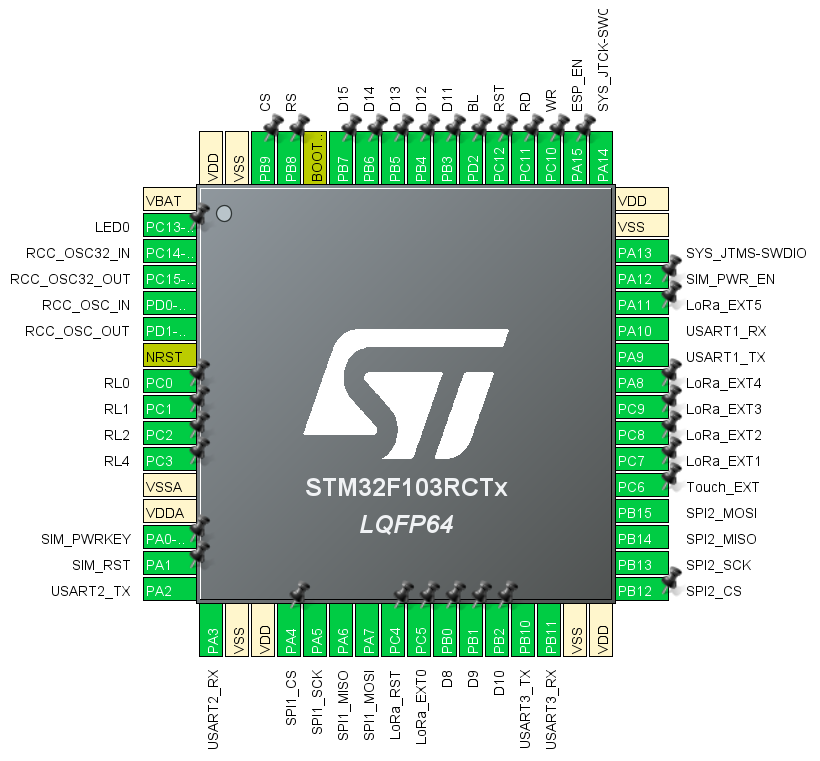 CS
RS
D15
D14
D13
D12
D11
BL
RST
RD
WR
ESP_EN
SYS_JTCK-SWC
VDD
VSS
PB9
PB8
BOOT..
PB7
PB6
PB5
PB4
PB3
PD2
PC12
PC11
PC10
PA15
PA14
VBAT
VDD
LED0 PC13-..
VSS
RCC_OSC32_IN PC14-..
PA13 SYS_JTMS-SWDIO
RCC_OSC32_OUT PC15-..
PA12 SIM_PWR_EN
RCC_OSC_IN PD0-..
PA11 LoRa_EXT5
RCC_OSC_OUT PD1-..
PA10 USART1_RX
NRST
PA9 USART1_TX
RL0 PC0
PA8 LoRa_EXT4
RL1 PC1
PC9 LoRa_EXT3
RL2 PC2
PC8 LoRa_EXT2
RL4 PC3
PC7 LoRa_EXT1
VSSA
PC6 Touch_EXT
VDDA
PB15 SPI2_MOSI
SIM_PWRKEY PA0-..
PB14 SPI2_MISO
SIM_RST PA1
PB13 SPI2_SCK
USART2_TX PA2
PB12 SPI2_CS
ST
STM32F103RCTx
LQFP64
PA3
VSS
VDD
PA4
PA5
PA6
PA7
PC4
PC5
PB0
PB1
PB2
PB10
PB11
VSS
VDD
USART2_RX
SPI1_CS
SPI1_SCK
SPI1_MISO
SPI1_MOSI
LoRa_RST
LoRa_EXT0
D8
D9
D10
USART3_TX
USART3_RX